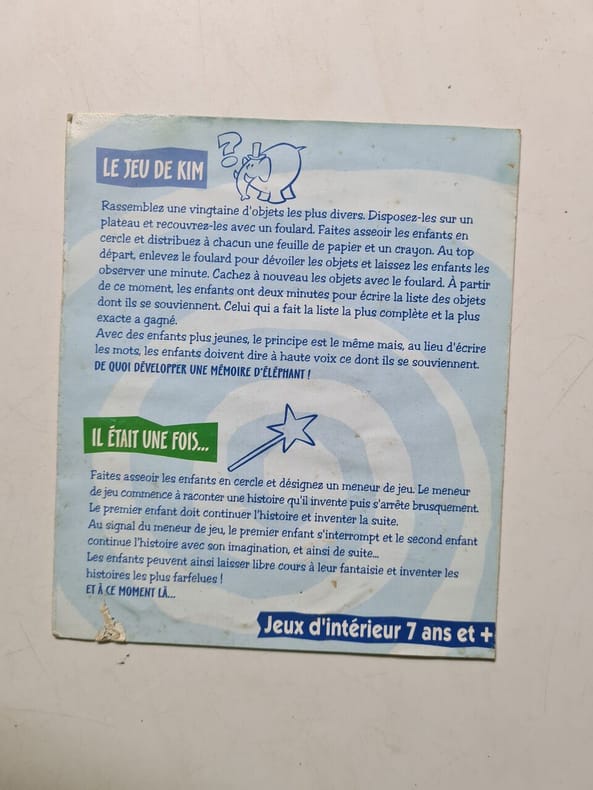 ?
LE JEU DE KIM
Rassemblez une vingtaine d'objets les plus divers. Disposez-les sur un
plateau et recouvrez-les avec un foulard. Faites asseoir les enfants en
cercle et distribuez à chacun une feuille de papier et un crayon. Au top
départ, enlevez le foulard pour dévoiler les objets et laissez les enfants les
observer une minute. Cachez à nouveau les objets avec le foulard. À partir
de ce moment, les enfants ont deux minutes pour écrire la liste des objets
dont ils se souviennent. Celui qui a fait la liste la plus complète et la plus
exacte a gagné.
Avec des enfants plus jeunes, le principe est le même mais, au lieu d'écrire
les mots, les enfants doivent dire à haute voix ce dont ils se souviennent.
DE QUOI DÉVELOPPER UNE MÉMOIRE D'ÉLÉPHANT !
IL ÉTAIT UNE FOIS...
Faites asseoir les enfants en cercle et désignez un meneur de jeu. Le meneur
de jeu commence à raconter une histoire qu'il invente puis s'arrête brusquement.
Le premier enfant doit continuer l'histoire et inventer la suite.
Au signal du meneur de jeu, le premier enfant s'interrompt et le second enfant
continue l'histoire avec son imagination, et ainsi de suite...
Les enfants peuvent ainsi laisser libre cours à leur fantaisie et inventer les
histoires les plus farfelues !
ET À CE MOMENT LÀ...
Jeux d'intérieur 7 ans et +